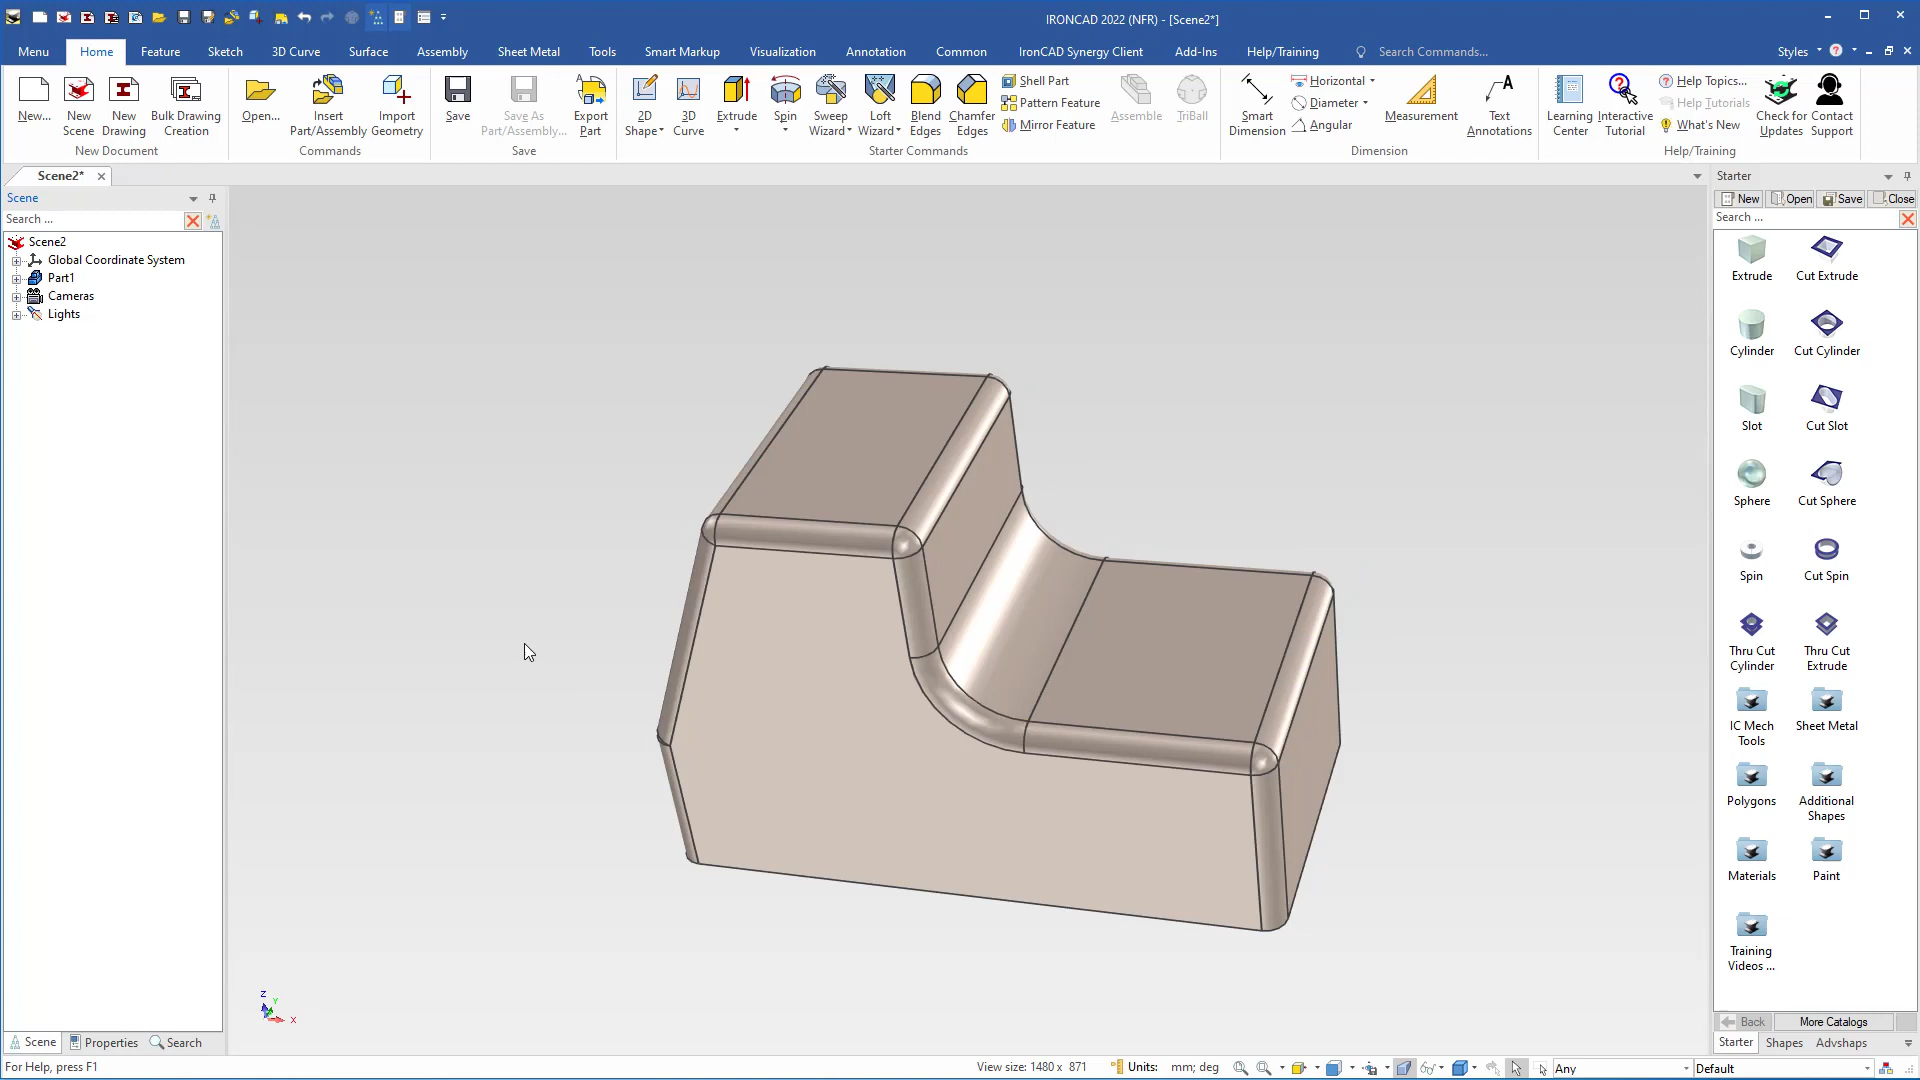 IRONCAD 2022 (NFR) - [Scene2*]
Menu Home Feature Sketch 3D Curve Surface Assembly Sheet Metal Tools Smart Markup Visualization Annotation Common IronCAD Synergy Client Add-Ins Help/Training Search Commands... Styles
New...
New Scene
New Drawing
Bulk Drawing Creation
New Document
Open...
Insert Part/Assembly
Import Geometry
Commands
Save
Save As Part/Assembly...
Export Part
Save
2D Shape
3D Curve
Extrude
Spin
Sweep Wizard
Loft Wizard
Blend Edges
Chamfer Edges
Shell Part
Pattern Feature
Mirror Feature
Assemble
TriBall
Starter Commands
Smart Dimension
Horizontal
Diameter
Angular
Measurement
Text Annotations
Dimension
Learning Center
Interactive Tutorial
Help Topics...
Help Tutorials
What's New
Check for Updates
Contact Support
Help/Training
Scene2*
Scene
Search ...
Scene2
Global Coordinate System
Part1
Cameras
Lights
Z
Y
X
Starter
New Open Save Close
Search ...
Extrude
Cut Extrude
Cylinder
Cut Cylinder
Slot
Cut Slot
Sphere
Cut Sphere
Spin
Cut Spin
Thru Cut Cylinder
Thru Cut Extrude
IC Mech Tools
Sheet Metal
Polygons
Additional Shapes
Materials
Paint
Training Videos ...
Back More Catalogs
Scene Properties Search
Starter Shapes Advshaps
For Help, press F1
View size: 1480 x 871
Units: mm; deg
Any
Default